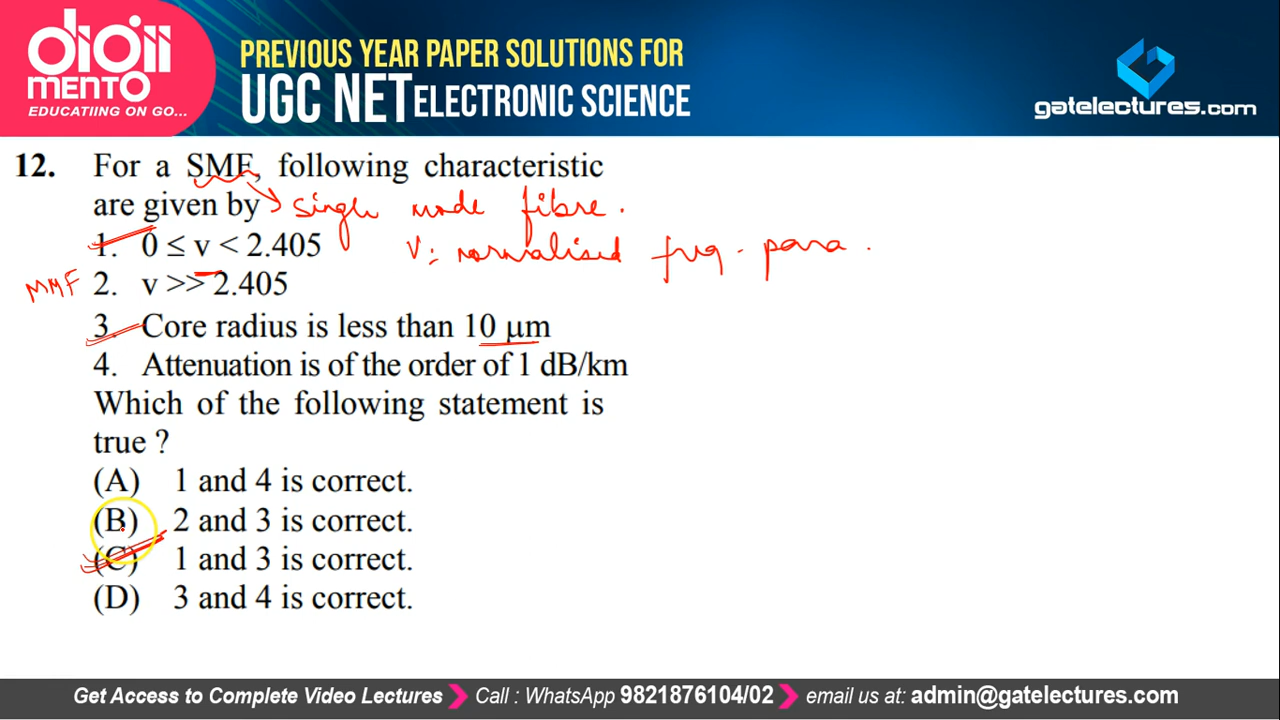 dioii
MENTO
EDUCATIING ON GO...
PREVIOUS YEAR PAPER SOLUTIONS FOR
UGC NET ELECTRONIC SCIENCE
gatelectures.com
12. For a SMF, following characteristic
are given by → single mode fibre.
1. 0 ≤ v < 2.405 V: normalised freq. para.
MMF 2. v >> 2.405
3. Core radius is less than 10 µm
4. Attenuation is of the order of 1 dB/km
Which of the following statement is
true ?
(A) 1 and 4 is correct.
(B) 2 and 3 is correct.
(C) 1 and 3 is correct.
(D) 3 and 4 is correct.
Get Access to Complete Video Lectures Call : WhatsApp 9821876104/02 email us at: admin@gatelectures.com